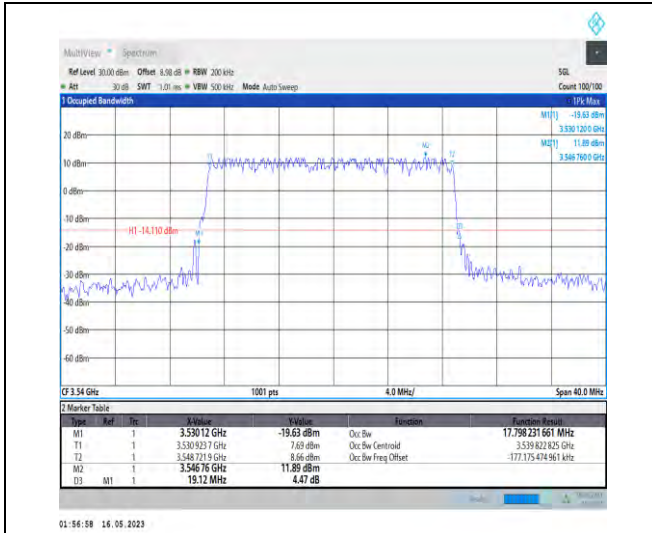 MultiView Spectrum
Ref Level 30.00 dBm Offset 8.98 dB RBW 200 kHz SGL
Att 30 dB SWT 1.01 ms VBW 500 kHz Mode Auto Sweep Count 100/100
1 Occupied Bandwidth 1Pk Max
M1[1] -19.63 dBm
3.530 120 0 GHz
M2[1] 11.89 dBm
3.546 760 0 GHz
20 dBm
M2
T2
10 dBm
0 dBm
-10 dBm
H1 -14.110 dBm
M1
-20 dBm
-30 dBm
-40 dBm
-50 dBm
-60 dBm
CF 3.54 GHz 1001 pts 4.0 MHz/ Span 40.0 MHz
2 Marker Table
Type Ref Trc X-Value Y-Value Function Function Result
M1 1 3.53012 GHz -19.63 dBm Occ Bw 17.798 231 661 MHz
T1 1 3.530 923 7 GHz 7.69 dBm Occ Bw Centroid 3.539 822 825 GHz
T2 1 3.548 721 9 GHz 8.66 dBm Occ Bw Freq Offset -177.175 474 961 kHz
M2 1 3.546 76 GHz 11.89 dBm
D3 M1 1 19.12 MHz 4.47 dB
01:56:58 16.05.2023